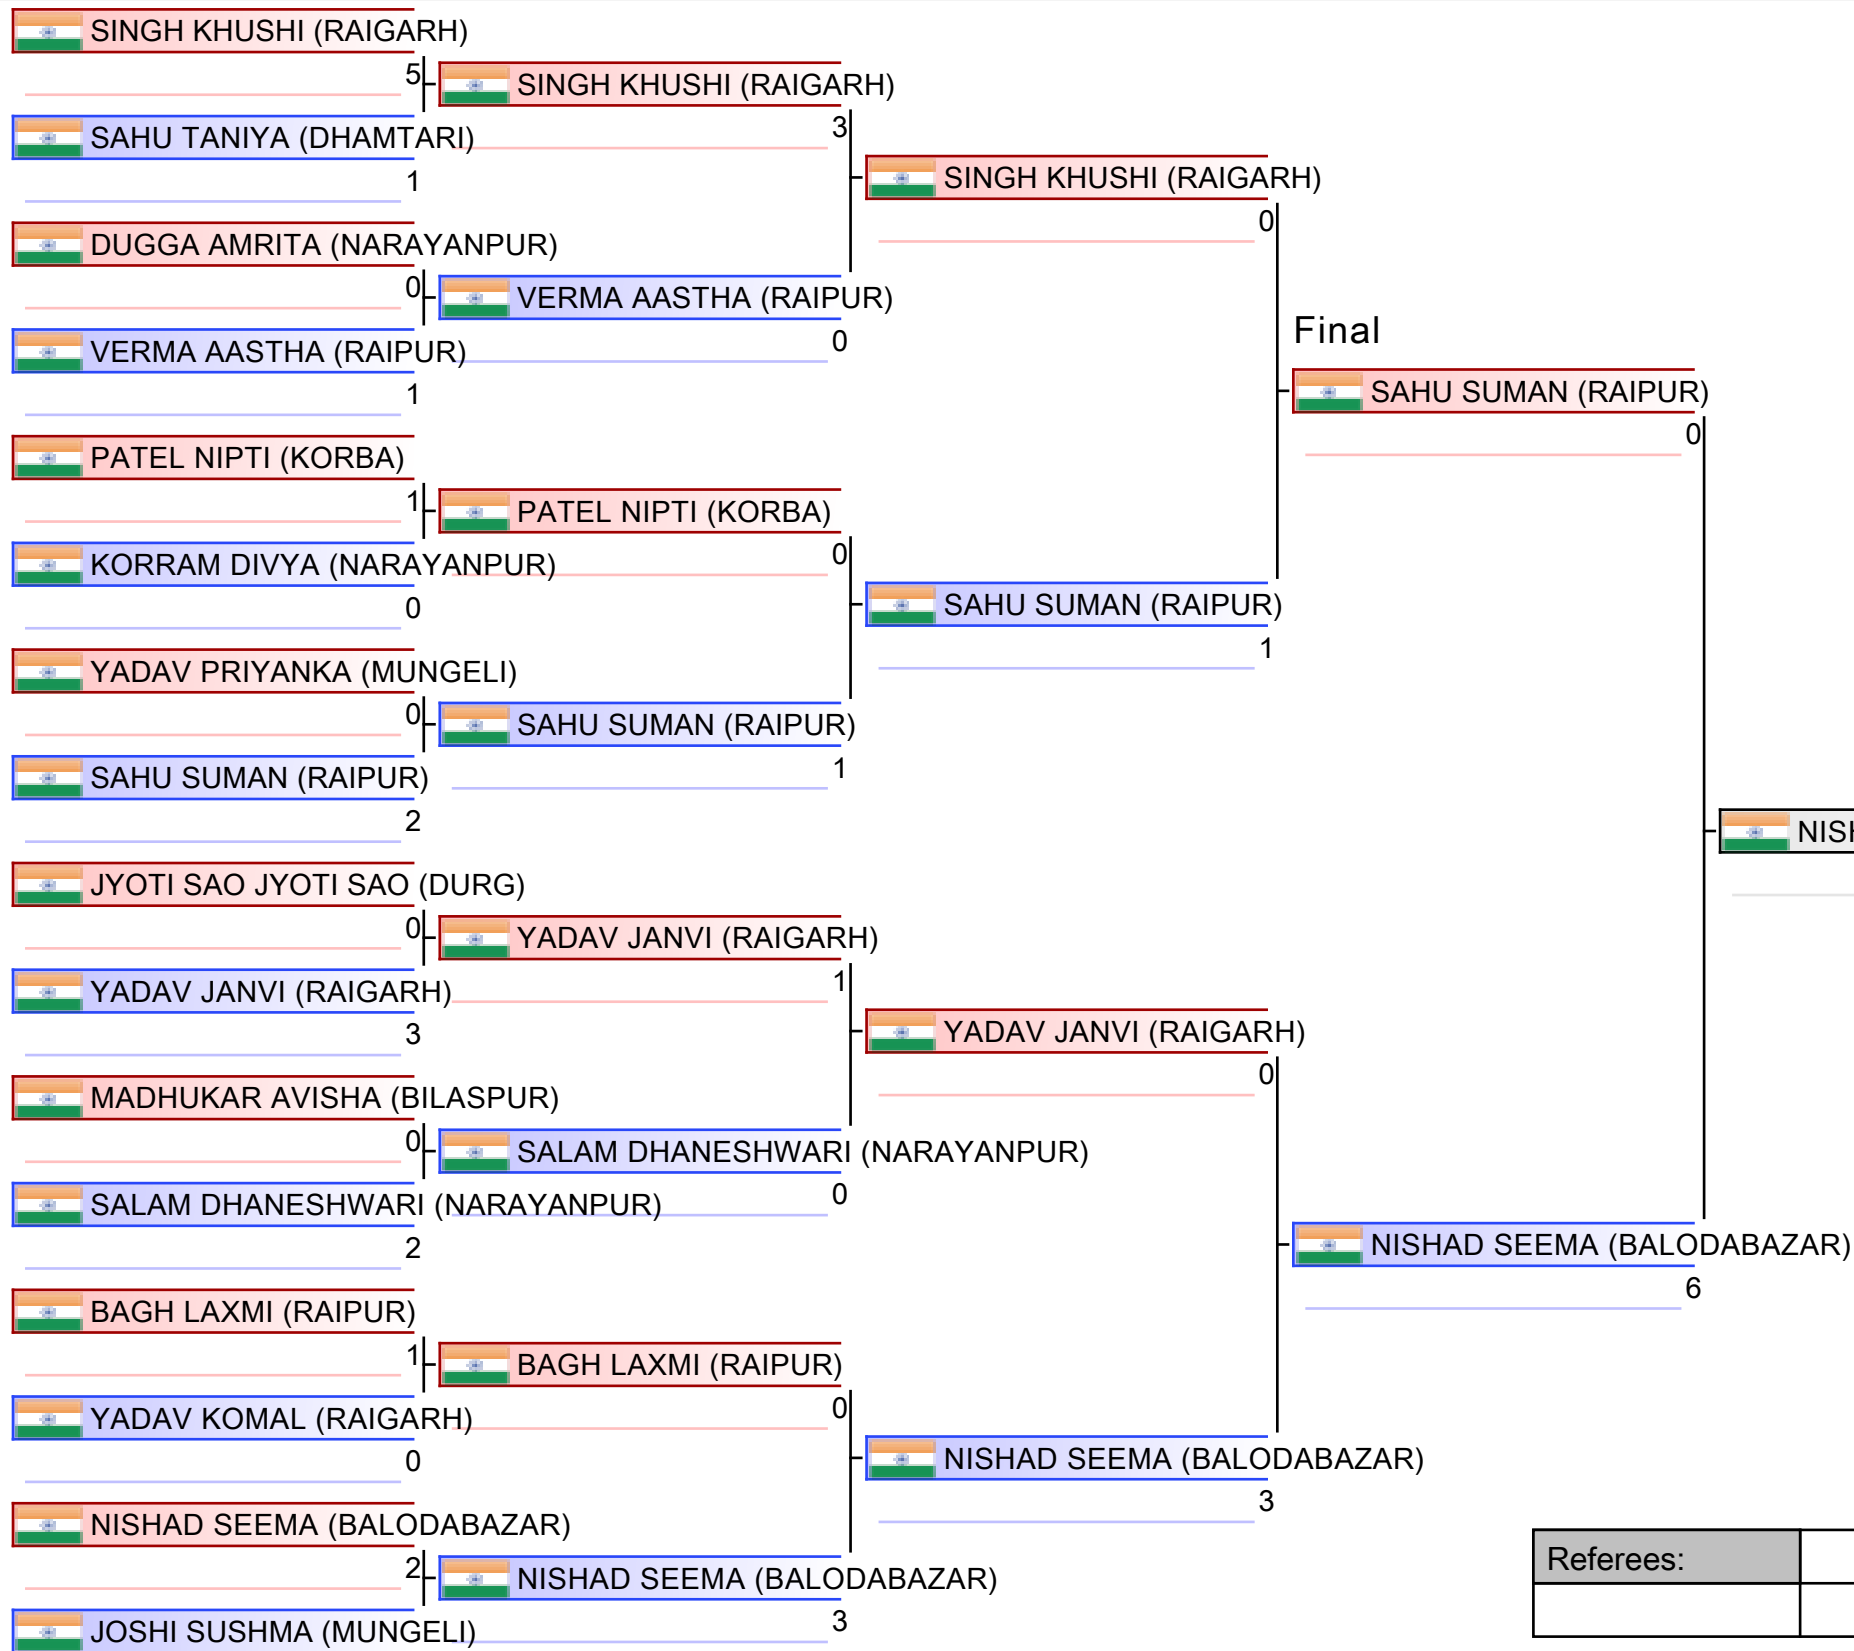 SINGH KHUSHI (RAIGARH)
5
SINGH KHUSHI (RAIGARH)
3
SAHU TANIYA (DHAMTARI)
1
SINGH KHUSHI (RAIGARH)
0
DUGGA AMRITA (NARAYANPUR)
0
VERMA AASTHA (RAIPUR)
0
VERMA AASTHA (RAIPUR)
1
Final
SAHU SUMAN (RAIPUR)
0
PATEL NIPTI (KORBA)
1
PATEL NIPTI (KORBA)
0
KORRAM DIVYA (NARAYANPUR)
0
SAHU SUMAN (RAIPUR)
1
YADAV PRIYANKA (MUNGELI)
0
SAHU SUMAN (RAIPUR)
1
SAHU SUMAN (RAIPUR)
2
NISH
JYOTI SAO JYOTI SAO (DURG)
0
YADAV JANVI (RAIGARH)
1
YADAV JANVI (RAIGARH)
3
YADAV JANVI (RAIGARH)
0
MADHUKAR AVISHA (BILASPUR)
0
SALAM DHANESHWARI (NARAYANPUR)
0
SALAM DHANESHWARI (NARAYANPUR)
2
NISHAD SEEMA (BALODABAZAR)
6
BAGH LAXMI (RAIPUR)
1
BAGH LAXMI (RAIPUR)
0
YADAV KOMAL (RAIGARH)
0
NISHAD SEEMA (BALODABAZAR)
3
NISHAD SEEMA (BALODABAZAR)
2
NISHAD SEEMA (BALODABAZAR)
3
JOSHI SUSHMA (MUNGELI)
Referees: